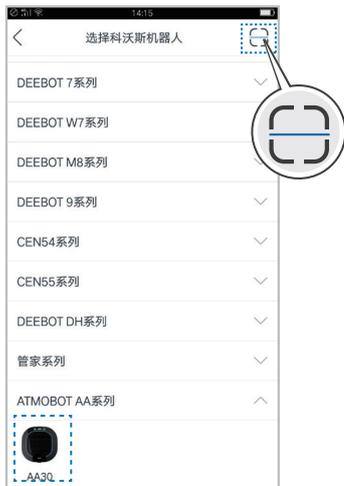 14:15
选择科沃斯机器人
DEEBOT 7系列
DEEBOT W7系列
DEEBOT M8系列
DEEBOT 9系列
CEN54系列
CEN55系列
DEEBOT DH系列
管家系列
ATMOBOT AA系列
AA30